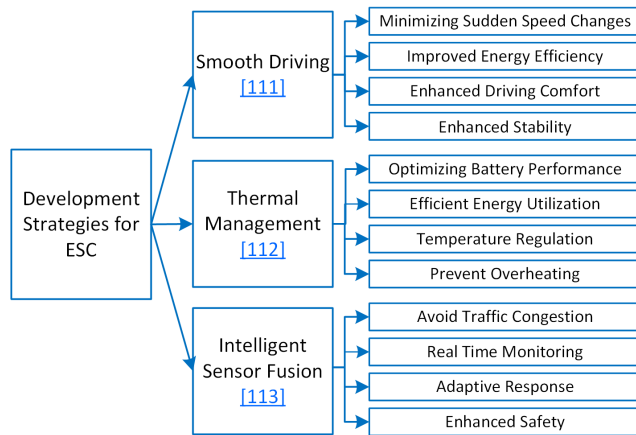 Development
Strategies for
ESC
Smooth Driving
[111]
Minimizing Sudden Speed Changes
Improved Energy Efficiency
Enhanced Driving Comfort
Enhanced Stability
Thermal
Management
[112]
Optimizing Battery Performance
Efficient Energy Utilization
Temperature Regulation
Prevent Overheating
Intelligent
Sensor Fusion
[113]
Avoid Traffic Congestion
Real Time Monitoring
Adaptive Response
Enhanced Safety